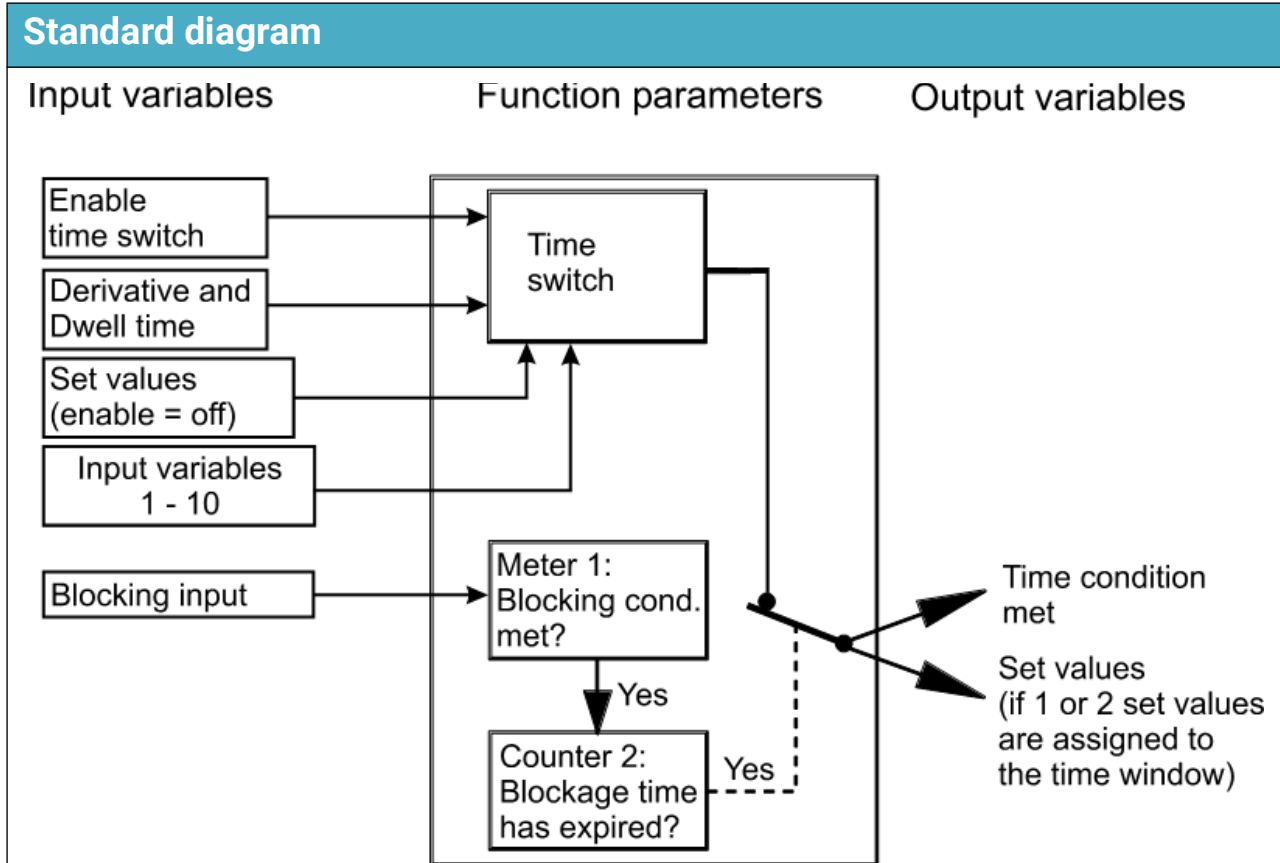 Standard diagram
Input variables
Function parameters
Output variables
Enable
time switch
Derivative and
Dwell time
Set values
(enable = off)
Input variables
1 - 10
Blocking input
Time
switch
Meter 1:
Blocking cond.
met?
Yes
Counter 2:
Blockage time
has expired?
Yes
Time condition
met
Set values
(if 1 or 2 set values
are assigned to
the time window)